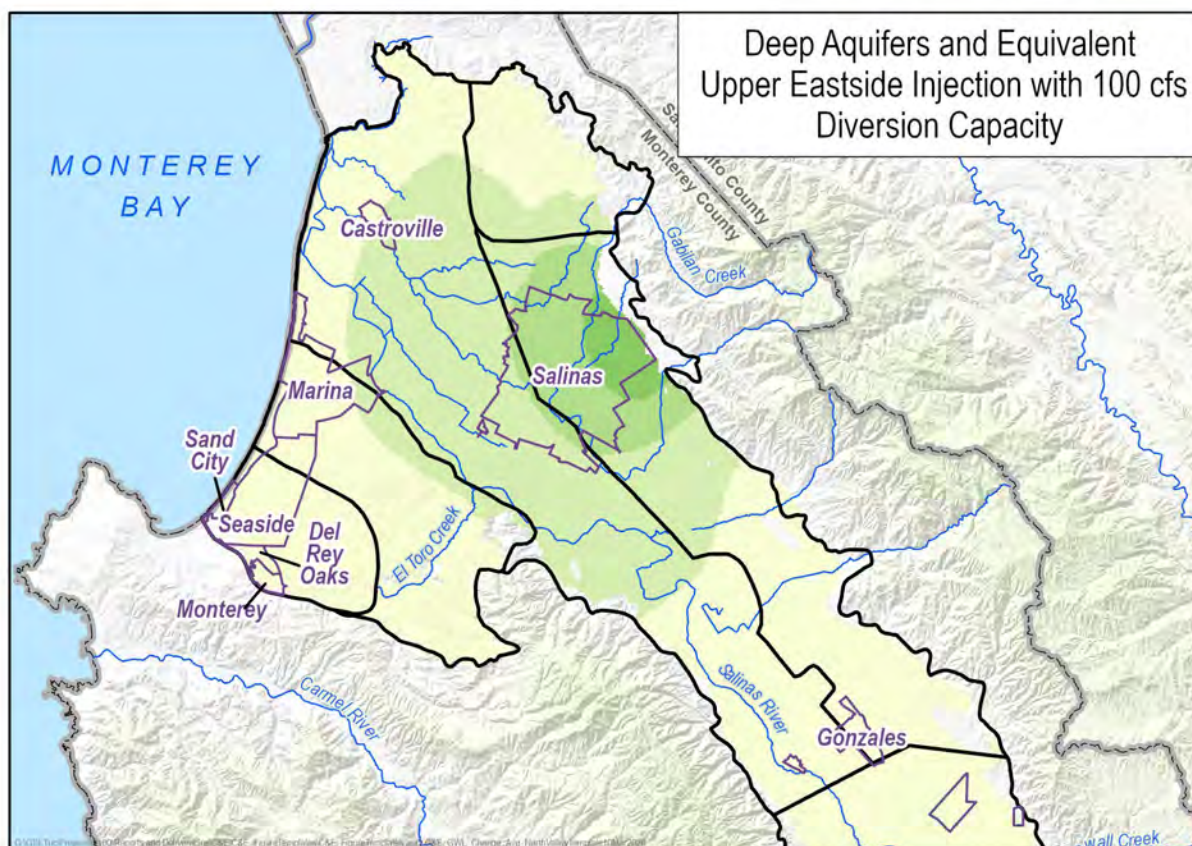 Deep Aquifers and Equivalent
Upper Eastside Injection with 100 cfs
Diversion Capacity
MONTEREY
BAY
Monterey County
Castroville
Gabilan Creek
Salinas
Marina
Sand
City
Seaside
Del
Rey
Oaks
El Toro Creek
Monterey
Carmel River
Salinas River
Gonzales